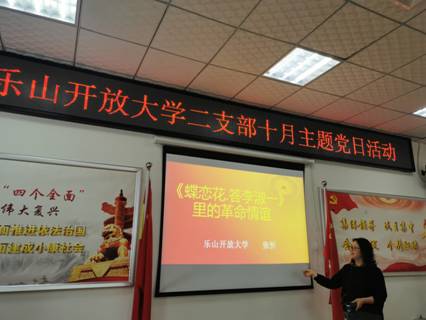 乐山开放大学二支部十月主题党日活动
“四个全面”
伟大复兴
面推进依法治国
面建成小康社会
《蝶恋花.答李淑一》
里的革命情谊
乐山开放大学